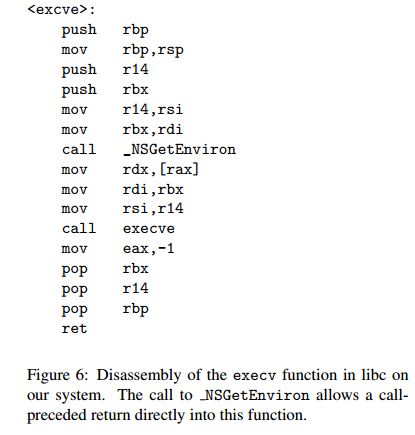 <excve>:
push rbp
mov rbp,rsp
push r14
push rbx
mov r14,rsi
mov rbx,rdi
call _NSGetEnviron
mov rdx,[rax]
mov rdi,rbx
mov rsi,r14
call execve
mov eax,-1
pop rbx
pop r14
pop rbp
ret
Figure 6: Disassembly of the execv function in libc on
our system. The call to _NSGetEnviron allows a call-
preceded return directly into this function.